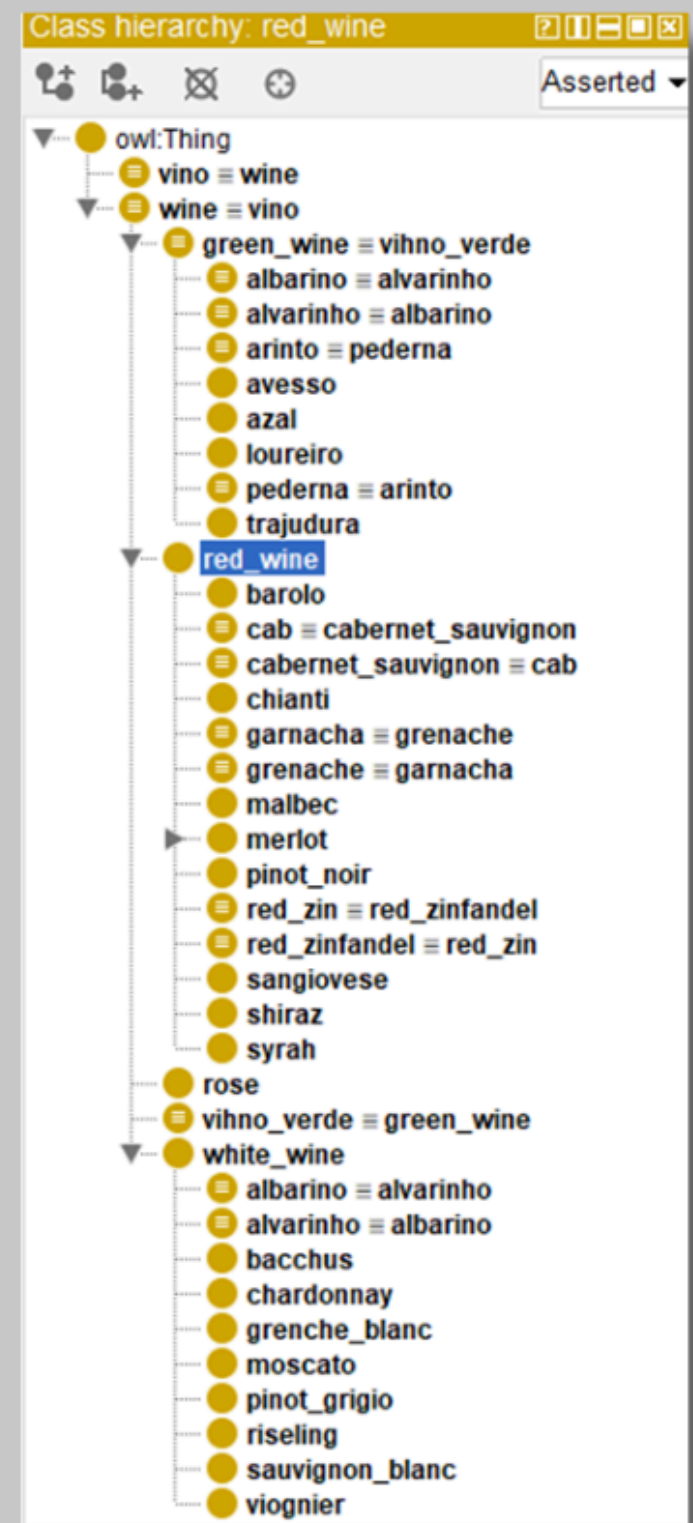 Class hierarchy: red_wine
Asserted
owl:Thing
vino ≡ wine
wine ≡ vino
green_wine ≡ vihno_verde
albarino ≡ alvarinho
alvarinho ≡ albarino
arinto ≡ pederna
avesso
azal
loureiro
pederna ≡ arinto
trajudura
red_wine
barolo
cab ≡ cabernet_sauvignon
cabernet_sauvignon ≡ cab
chianti
garnacha ≡ grenache
grenache ≡ garnacha
malbec
merlot
pinot_noir
red_zin ≡ red_zinfandel
red_zinfandel ≡ red_zin
sangiovese
shiraz
syrah
rose
vihno_verde ≡ green_wine
white_wine
albarino ≡ alvarinho
alvarinho ≡ albarino
bacchus
chardonnay
grenche_blanc
moscato
pinot_grigio
riseling
sauvignon_blanc
viognier